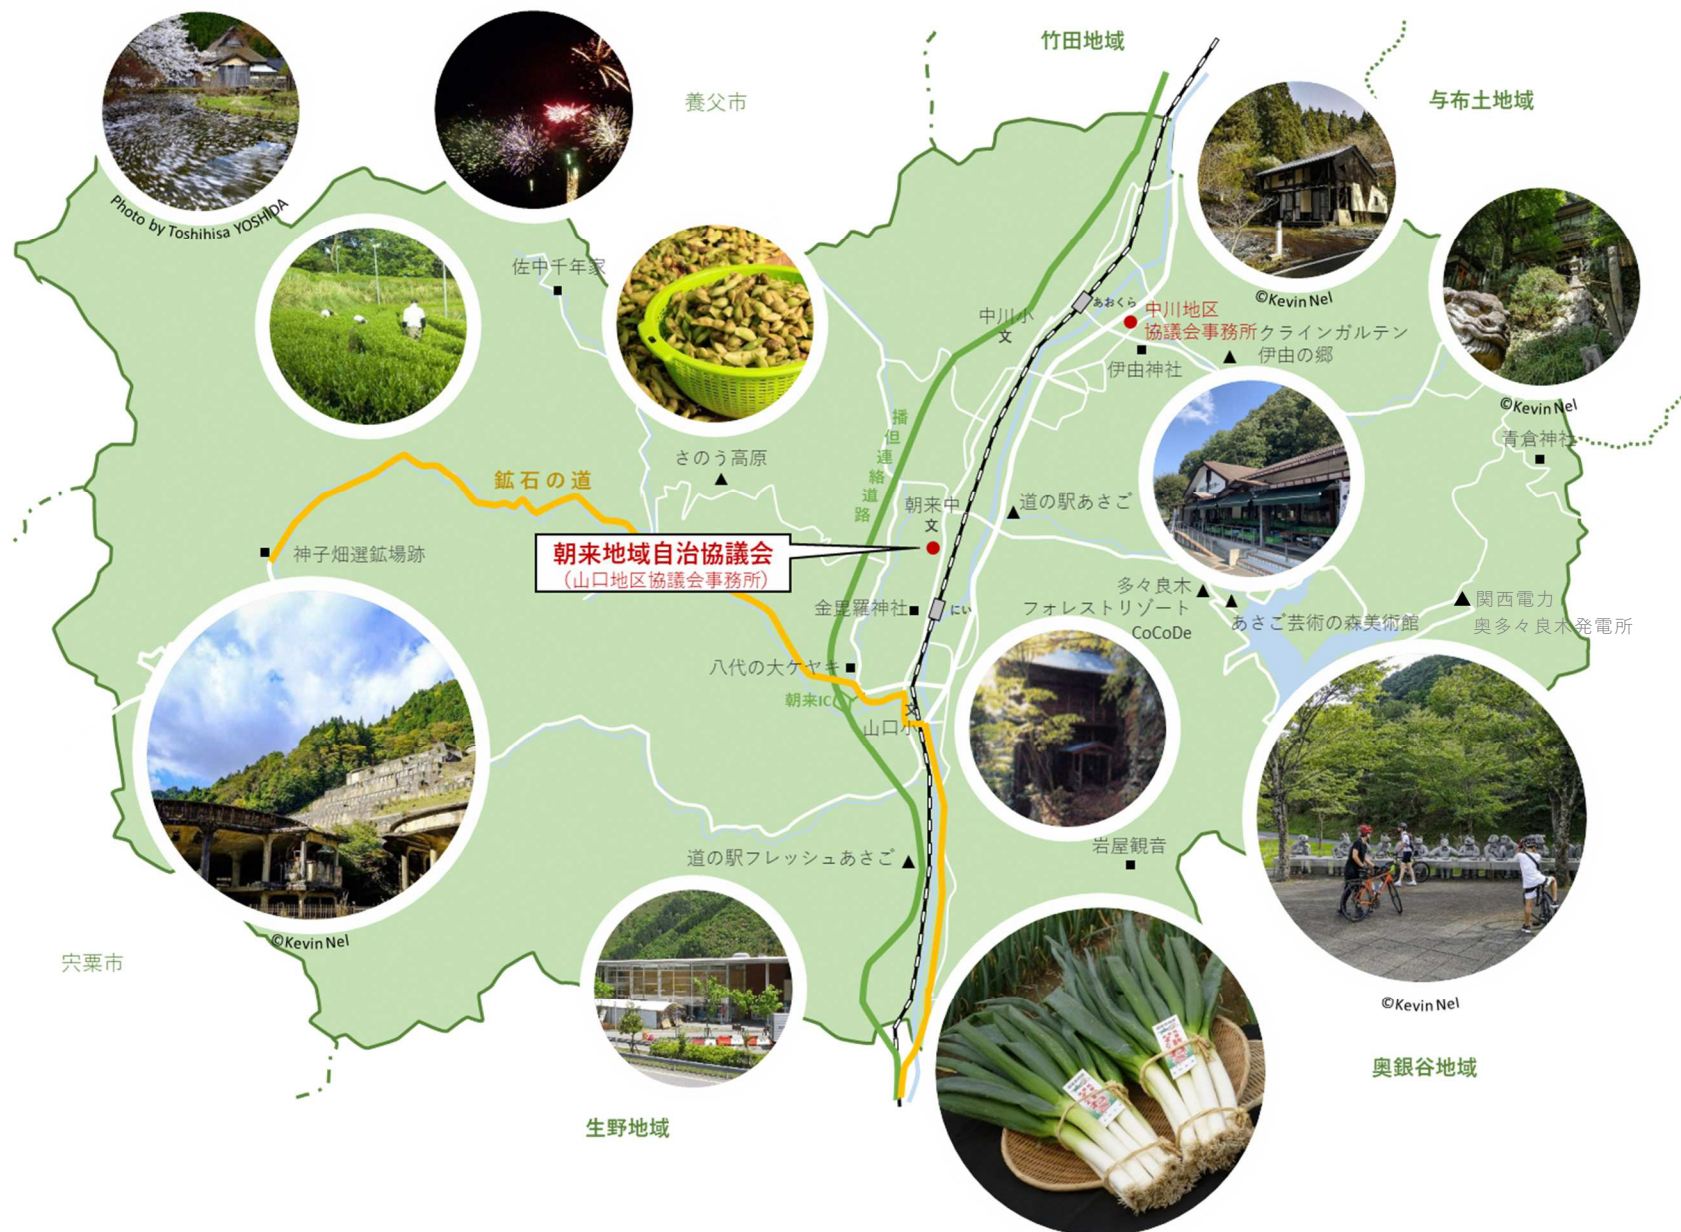 竹田地域
養父市
与布土地域
Photo by Toshihisa YOSHIDA
佐中千年家
©Kevin Nel
中川小
文
あおくら
中川地区
協議会事務所
クラインガルテン
伊由の郷
伊由神社
©Kevin Nel
青倉神社
播但連絡道路
さのう高原
鉱石の道
朝来中
文
道の駅あさご
神子畑選鉱場跡
朝来地域自治協議会
(山口地区協議会事務所)
金毘羅神社
にい
多々良木
フォレストリゾート
CoCoDe
あさご芸術の森美術館
関西電力
奥多々良木発電所
八代の大ケヤキ
朝来IC
文
山口小
道の駅フレッシュあさご
岩屋観音
©Kevin Nel
宍粟市
©Kevin Nel
奥銀谷地域
生野地域